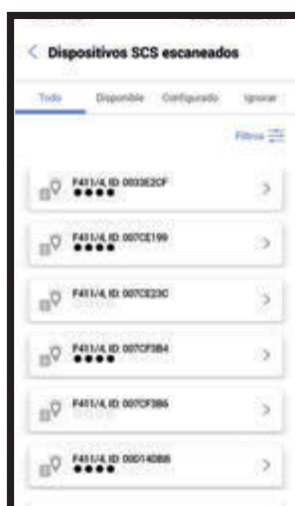 Dispositivos SCS escaneados
Todo Disponible Configurado Ignorar
Filtros
F411/4, ID: 0033E2CF
F411/4, ID: 007CE199
F411/4, ID: 007CE23C
F411/4, ID: 007CF3B4
F411/4, ID: 007CF3B6
F411/4, ID: 00D14DBB